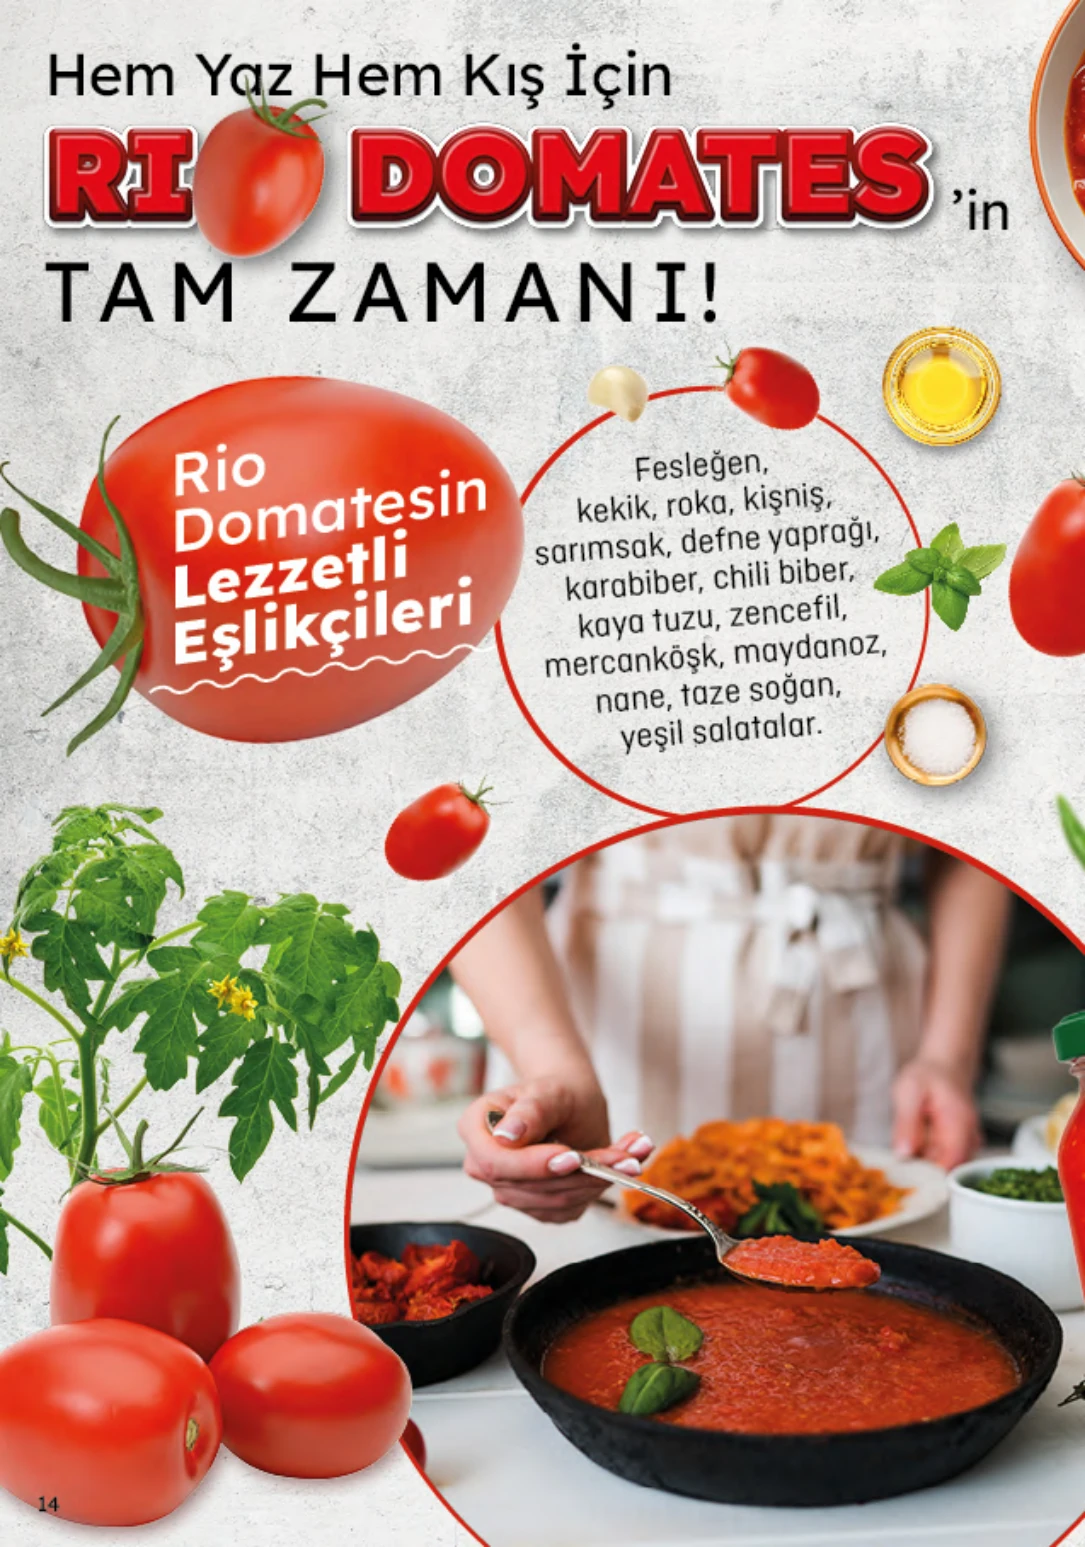 Hem Yaz Hem Kış İçin
RIO DOMATES 'in
TAM ZAMANI!
Rio
Domatesin
Lezzetli
Eşlikçileri
Fesleğen,
kekik, roka, kişniş,
sarımsak, defne yaprağı,
karabiber, chili biber,
kaya tuzu, zencefil,
mercanköşk, maydanoz,
nane, taze soğan,
yeşil salatalar.
14